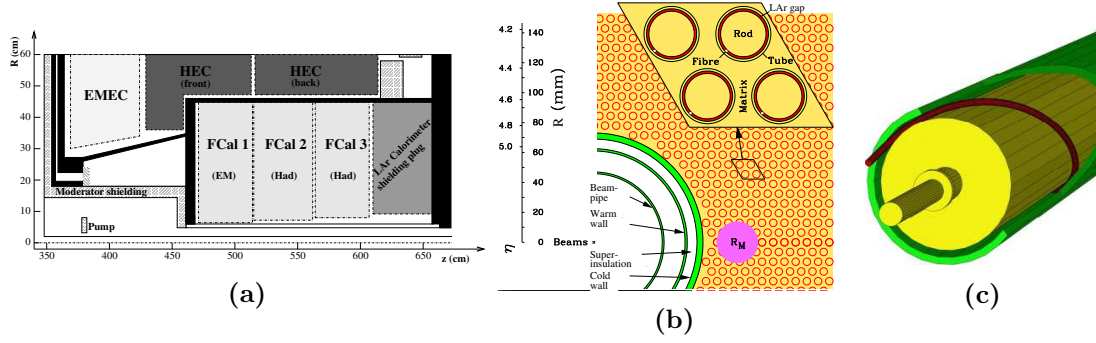 R (cm)
60
50
40
30
20
10
0
EMEC
HEC
(front)
HEC
(back)
FCal 1
(EM)
FCal 2
(Had)
FCal 3
(Had)
LAr Calorimeter
shielding plug
Moderator shielding
Pump
350
400
450
500
550
600
650
z (cm)
(a)
4.2
4.4
4.6
4.8
5.0
η
140
120
100
80
60
40
20
0
R (mm)
LAr gap
Rod
Fibre
Tube
Matrix
Beam-
pipe
Warm
wall
Beams ×
Super-
insulation
Cold
wall
R_M
(b)
(c)